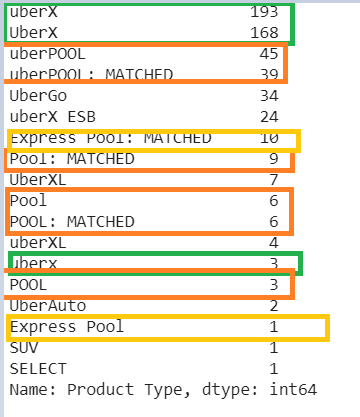 uberX 193
UberX 168
uberPOOL 45
uberPOOL: MATCHED 39
UberGo 34
uberX ESB 24
Express Pool: MATCHED 10
Pool: MATCHED 9
UberXL 7
Pool 6
POOL: MATCHED 6
uberXL 4
uberx 3
POOL 3
UberAuto 2
Express Pool 1
SUV 1
SELECT 1
Name: Product Type, dtype: int64